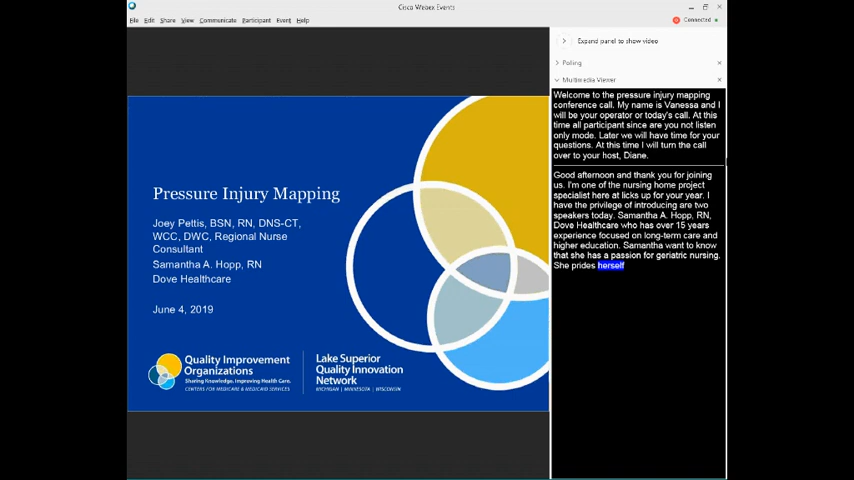 Cisco Webex Events
File Edit Share View Communicate Participant Event Help
Connected
Expand panel to show video
Polling
Multimedia Viewer
Pressure Injury Mapping
Joey Pettis, BSN, RN, DNS-CT,
WCC, DWC, Regional Nurse
Consultant
Samantha A. Hopp, RN
Dove Healthcare
June 4, 2019
Quality Improvement
Organizations
Sharing Knowledge. Improving Health Care.
CENTERS FOR MEDICARE & MEDICAID SERVICES
Lake Superior
Quality Innovation
Network
MICHIGAN | MINNESOTA | WISCONSIN
Welcome to the pressure injury mapping
conference call. My name is Vanessa and I
will be your operator or today's call. At this
time all participant since are you not listen
only mode. Later we will have time for your
questions. At this time I will turn the call
over to your host, Diane.
Good afternoon and thank you for joining
us. I'm one of the nursing home project
specialist here at licks up for your year. I
have the privilege of introducing are two
speakers today. Samantha A. Hopp, RN,
Dove Healthcare who has over 15 years
experience focused on long-term care and
higher education. Samantha want to know
that she has a passion for geriatric nursing.
She prides herself